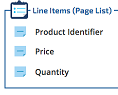 Line Items (Page List)
Product Identifier
Price
Quantity